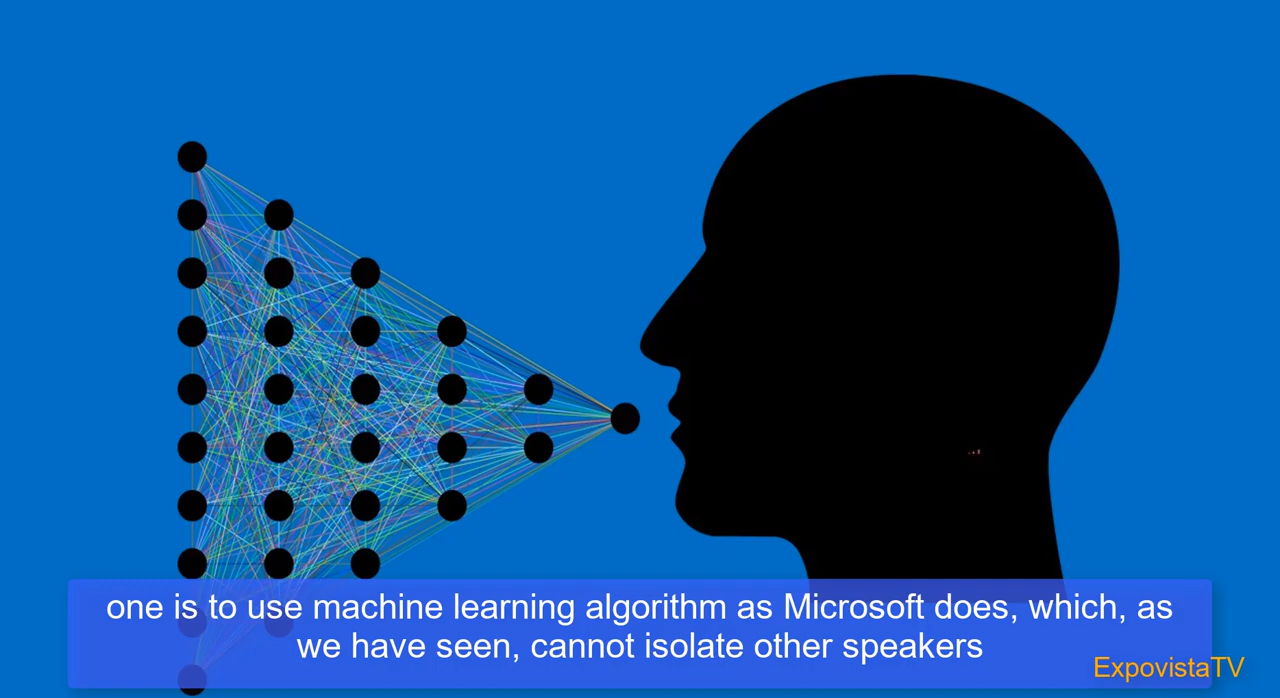 one is to use machine learning algorithm as Microsoft does, which, as
we have seen, cannot isolate other speakers
ExpovistaTV